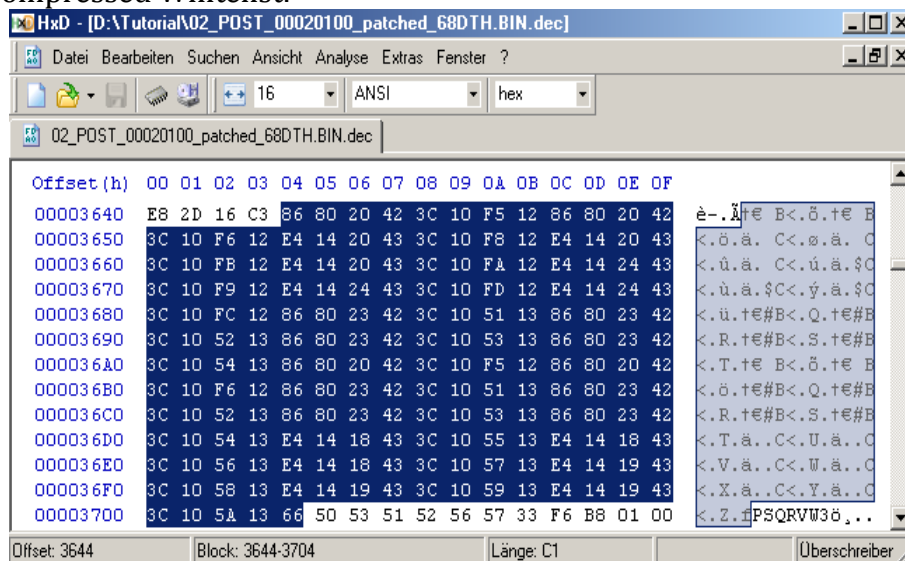 compressed Wintellst.
HxD - [D:\Tutorial\02_POST_00020100_patched_68DTH.BIN.dec]
Datei Bearbeiten Suchen Ansicht Analyse Extras Fenster ?
16 ANSI hex
02_POST_00020100_patched_68DTH.BIN.dec
Offset(h) 00 01 02 03 04 05 06 07 08 09 0A 0B 0C 0D 0E 0F
00003640 E8 2D 16 C3 86 80 20 42 3C 10 F5 12 86 80 20 42 è-.Ã†€ B<.õ.†€ B
00003650 3C 10 F6 12 E4 14 20 43 3C 10 F8 12 E4 14 20 43 <.ö.ä. C<.ø.ä. C
00003660 3C 10 FB 12 E4 14 20 43 3C 10 FA 12 E4 14 24 43 <.û.ä. C<.ú.ä.$C
00003670 3C 10 F9 12 E4 14 24 43 3C 10 FD 12 E4 14 24 43 <.ù.ä.$C<.ý.ä.$C
00003680 3C 10 FC 12 86 80 23 42 3C 10 51 13 86 80 23 42 <.ü.†€#B<.Q.†€#B
00003690 3C 10 52 13 86 80 23 42 3C 10 53 13 86 80 23 42 <.R.†€#B<.S.†€#B
000036A0 3C 10 54 13 86 80 20 42 3C 10 F5 12 86 80 20 42 <.T.†€ B<.õ.†€ B
000036B0 3C 10 F6 12 86 80 23 42 3C 10 51 13 86 80 23 42 <.ö.†€#B<.Q.†€#B
000036C0 3C 10 52 13 86 80 23 42 3C 10 53 13 86 80 23 42 <.R.†€#B<.S.†€#B
000036D0 3C 10 54 13 E4 14 18 43 3C 10 55 13 E4 14 18 43 <.T.ä..C<.U.ä..C
000036E0 3C 10 56 13 E4 14 18 43 3C 10 57 13 E4 14 19 43 <.V.ä..C<.W.ä..C
000036F0 3C 10 58 13 E4 14 19 43 3C 10 59 13 E4 14 19 43 <.X.ä..C<.Y.ä..C
00003700 3C 10 5A 13 66 50 53 51 52 56 57 33 F6 B8 01 00 <.Z.fPSQRVW3ö¸..
Offset: 3644 Block: 3644-3704 Länge: C1 Überschreiber